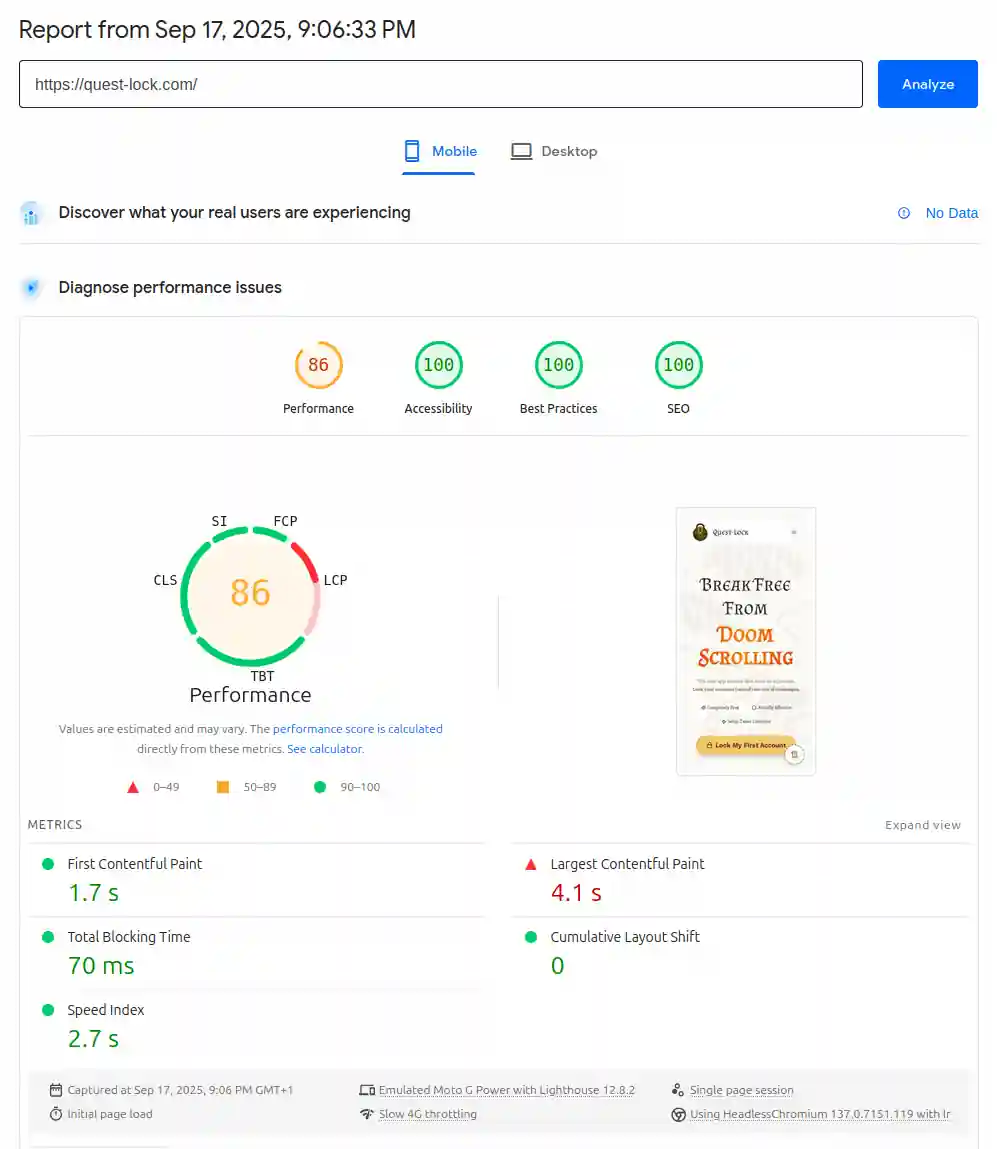 Report from Sep 17, 2025, 9:06:33 PM
https://quest-lock.com/
Analyze
Mobile
Desktop
Discover what your real users are experiencing
No Data
Diagnose performance issues
86
100
100
100
Performance
Accessibility
Best Practices
SEO
SI
FCP
CLS
LCP
86
TBT
Performance
Values are estimated and may vary. The performance score is calculated
directly from these metrics. See calculator.
0–49
50–89
90–100
Quest-Lock
Break Free
From
Doom
Scrolling
Lock My First Account
METRICS
Expand view
First Contentful Paint
1.7 s
Largest Contentful Paint
4.1 s
Total Blocking Time
70 ms
Cumulative Layout Shift
0
Speed Index
2.7 s
Captured at Sep 17, 2025, 9:06 PM GMT+1
Emulated Moto G Power with Lighthouse 12.8.2
Single page session
Initial page load
Slow 4G throttling
Using HeadlessChromium 137.0.7151.119 with lr